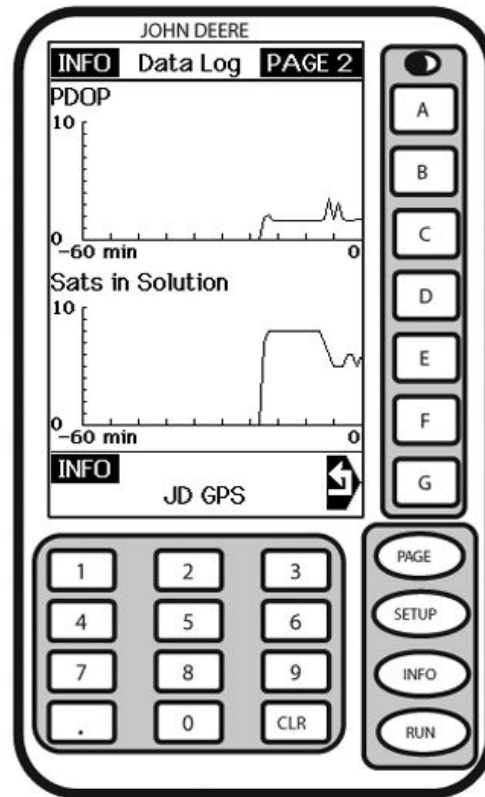 JOHN DEERE
INFO Data Log PAGE 2
PDOP
10
0
-60 min 0
Sats in Solution
10
0
-60 min 0
INFO
JD GPS
A
B
C
D
E
F
G
1 2 3
4 5 6
7 8 9
. 0 CLR
PAGE
SETUP
INFO
RUN